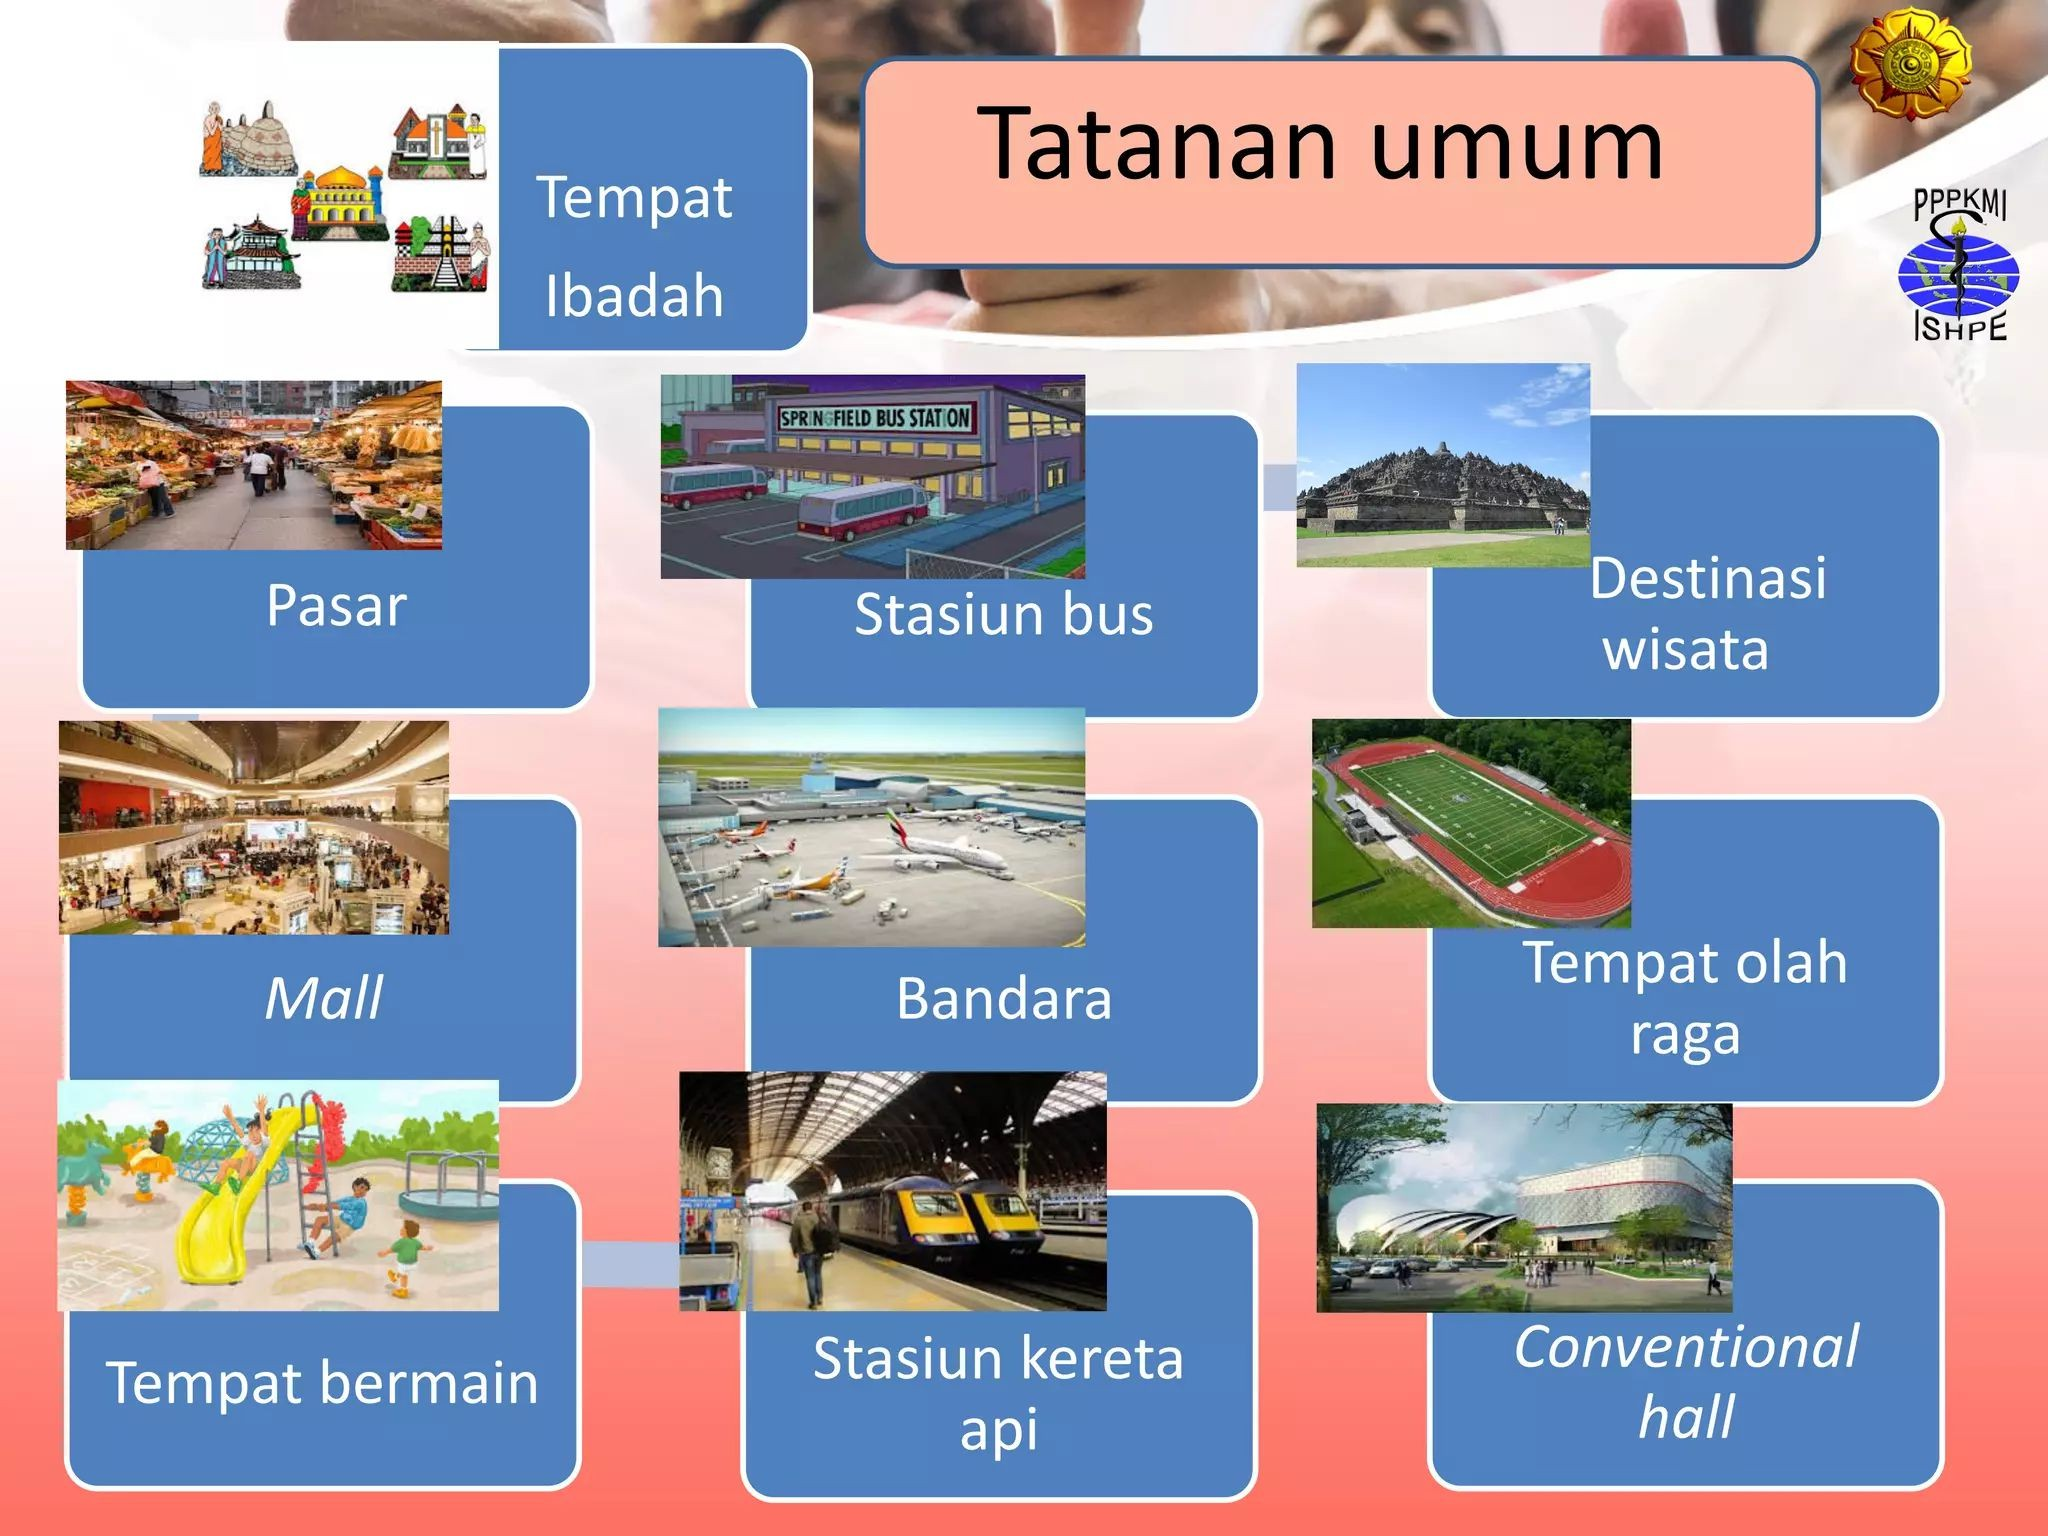 Tempat
Ibadah
Tatanan umum
PPPKMI
ISHPE
Pasar
SPRINGFIELD BUS STATION
Stasiun bus
Destinasi
wisata
Mall
Bandara
Tempat olah
raga
Tempat bermain
Stasiun kereta
api
Conventional
hall